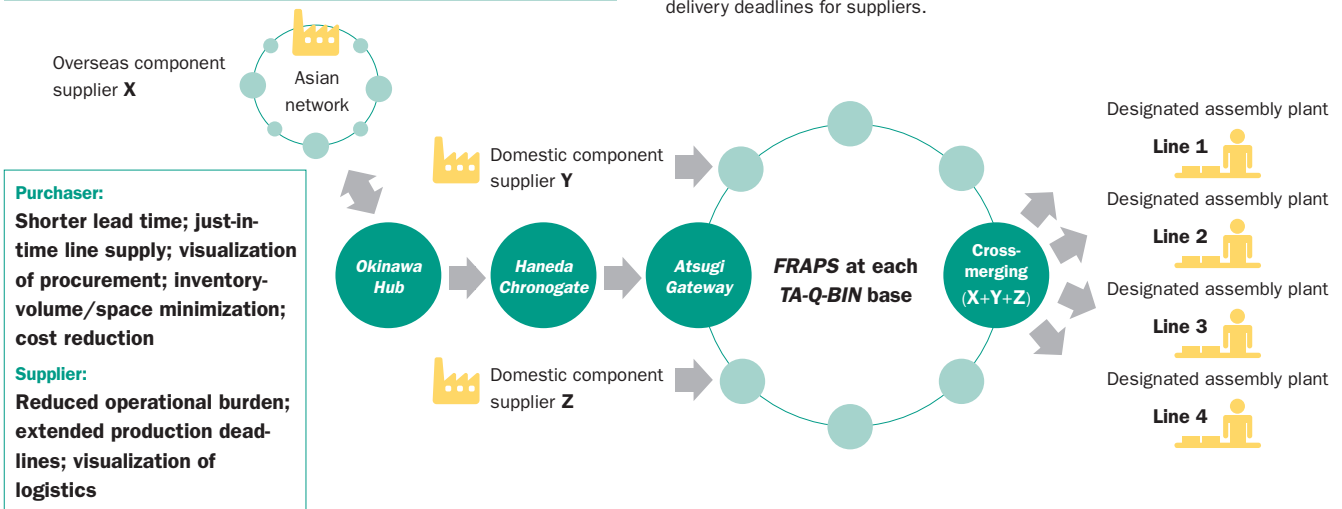 delivery deadlines for suppliers.
Overseas component
supplier X
Asian
network
Purchaser:
Shorter lead time; just-in-
time line supply; visualization
of procurement; inventory-
volume/space minimization;
cost reduction
Supplier:
Reduced operational burden;
extended production dead-
lines; visualization of
logistics
Domestic component
supplier Y
Okinawa
Hub
Haneda
Chronogate
Atsugi
Gateway
FRAPS at each
TA-Q-BIN base
Cross-
merging
(X+Y+Z)
Domestic component
supplier Z
Designated assembly plant
Line 1
Designated assembly plant
Line 2
Designated assembly plant
Line 3
Designated assembly plant
Line 4